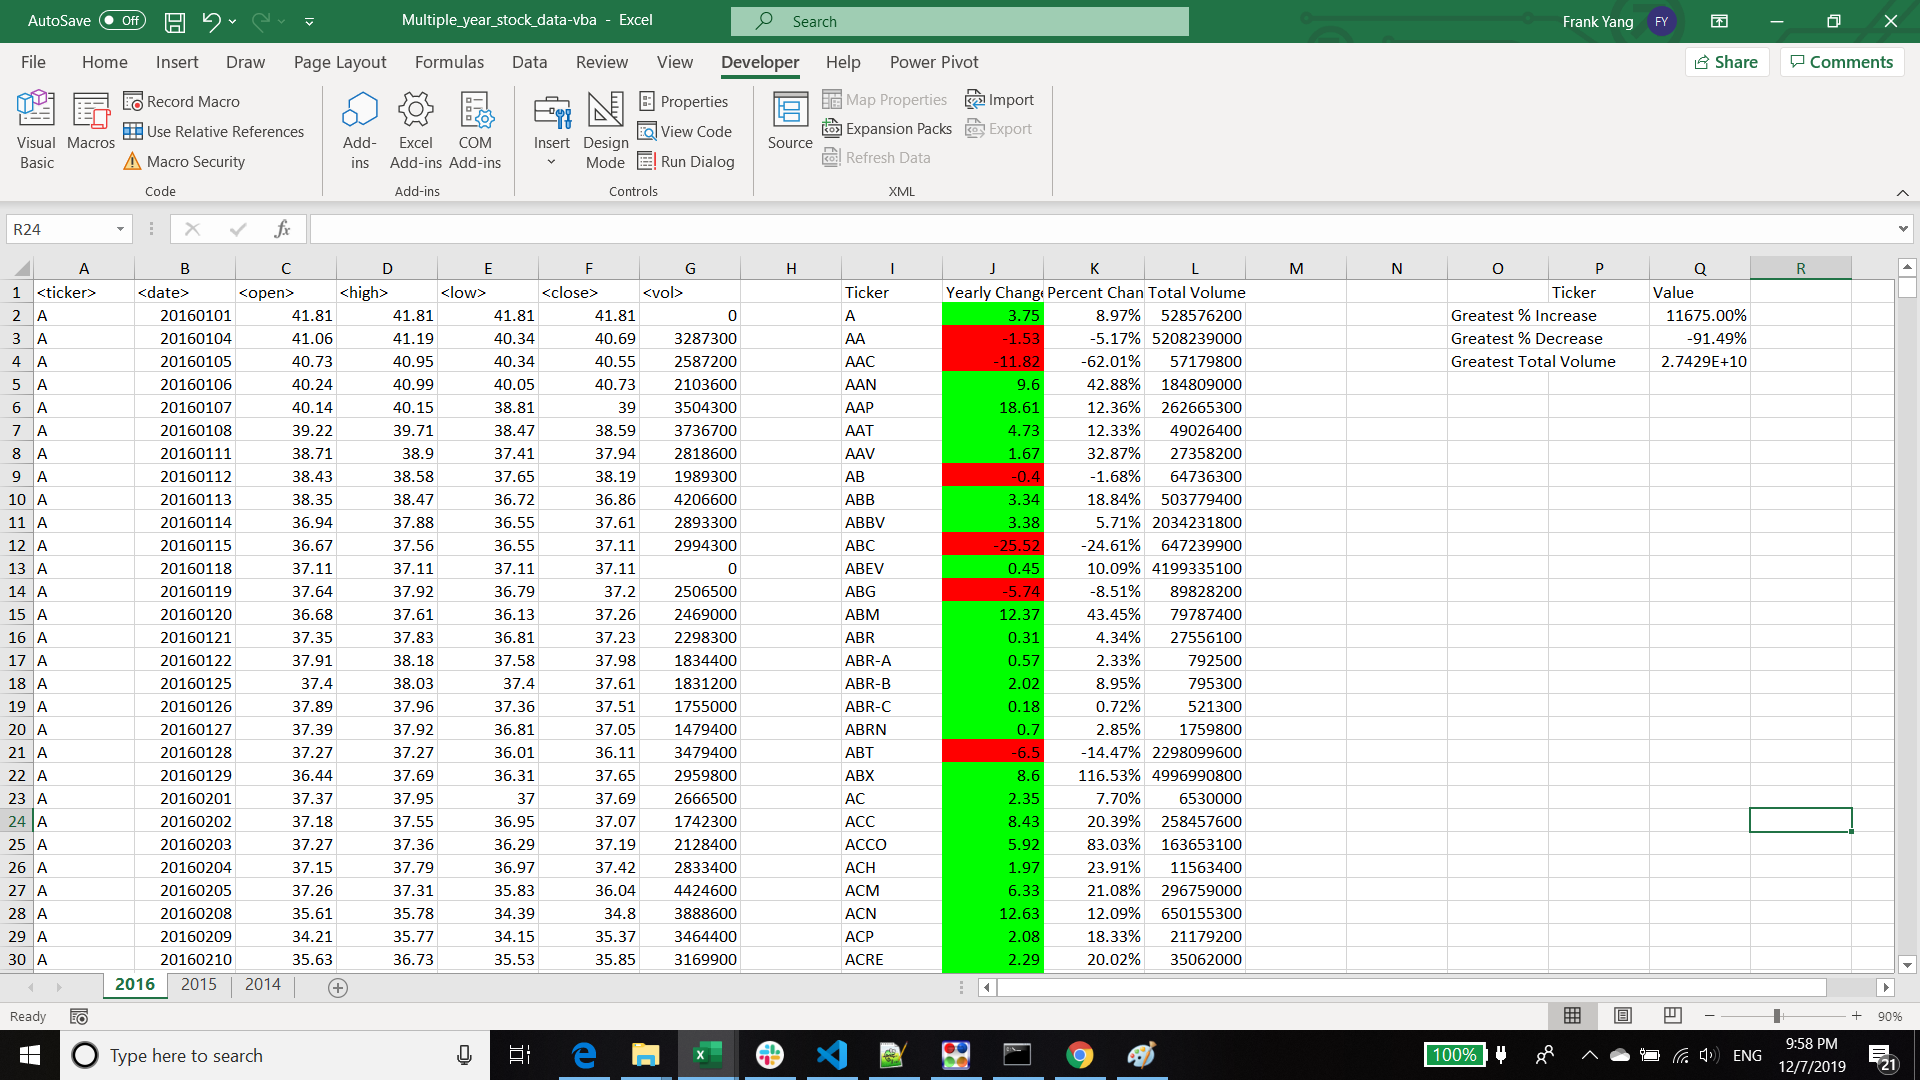 AutoSave Off Multiple_year_stock_data-vba - Excel Search Frank Yang FY
File Home Insert Draw Page Layout Formulas Data Review View Developer Help Power Pivot Share Comments
Visual Basic
Macros
Record Macro
Use Relative References
Macro Security
Code
Add-ins
Excel Add-ins
COM Add-ins
Add-ins
Insert
Design Mode
Properties
View Code
Run Dialog
Controls
Source
Map Properties
Expansion Packs
Refresh Data
Import
Export
XML
R24 fx
A B C D E F G H I J K L M N O P Q R
1 <ticker> <date> <open> <high> <low> <close> <vol> Ticker Yearly Change Percent Chan Total Volume Ticker Value
2 A 20160101 41.81 41.81 41.81 41.81 0 A 3.75 8.97% 528576200 Greatest % Increase 11675.00%
3 A 20160104 41.06 41.19 40.34 40.69 3287300 AA -1.53 -5.17% 5208239000 Greatest % Decrease -91.49%
4 A 20160105 40.73 40.95 40.34 40.55 2587200 AAC -11.82 -62.01% 57179800 Greatest Total Volume 2.7429E+10
5 A 20160106 40.24 40.99 40.05 40.73 2103600 AAN 9.6 42.88% 184809000
6 A 20160107 40.14 40.15 38.81 39 3504300 AAP 18.61 12.36% 262665300
7 A 20160108 39.22 39.71 38.47 38.59 3736700 AAT 4.73 12.33% 49026400
8 A 20160111 38.71 38.9 37.41 37.94 2818600 AAV 1.67 32.87% 27358200
9 A 20160112 38.43 38.58 37.65 38.19 1989300 AB -0.4 -1.68% 64736300
10 A 20160113 38.35 38.47 36.72 36.86 4206600 ABB 3.34 18.84% 503779400
11 A 20160114 36.94 37.88 36.55 37.61 2893300 ABBV 3.38 5.71% 2034231800
12 A 20160115 36.67 37.56 36.55 37.11 2994300 ABC -25.52 -24.61% 647239900
13 A 20160118 37.11 37.11 37.11 37.11 0 ABEV 0.45 10.09% 4199335100
14 A 20160119 37.64 37.92 36.79 37.2 2506500 ABG -5.74 -8.51% 89828200
15 A 20160120 36.68 37.61 36.13 37.26 2469000 ABM 12.37 43.45% 79787400
16 A 20160121 37.35 37.83 36.81 37.23 2298300 ABR 0.31 4.34% 27556100
17 A 20160122 37.91 38.18 37.58 37.98 1834400 ABR-A 0.57 2.33% 792500
18 A 20160125 37.4 38.03 37.4 37.61 1831200 ABR-B 2.02 8.95% 795300
19 A 20160126 37.89 37.96 37.36 37.51 1755000 ABR-C 0.18 0.72% 521300
20 A 20160127 37.39 37.92 36.81 37.05 1479400 ABRN 0.7 2.85% 1759800
21 A 20160128 37.27 37.27 36.01 36.11 3479400 ABT -6.5 -14.47% 2298099600
22 A 20160129 36.44 37.69 36.31 37.65 2959800 ABX 8.6 116.53% 4996990800
23 A 20160201 37.37 37.95 37 37.69 2666500 AC 2.35 7.70% 6530000
24 A 20160202 37.18 37.55 36.95 37.07 1742300 ACC 8.43 20.39% 258457600
25 A 20160203 37.27 37.36 36.29 37.19 2128400 ACCO 5.92 83.03% 163653100
26 A 20160204 37.15 37.79 36.97 37.42 2833400 ACH 1.97 23.91% 11563400
27 A 20160205 37.26 37.31 35.83 36.04 4424600 ACM 6.33 21.08% 296759000
28 A 20160208 35.61 35.78 34.39 34.8 3888600 ACN 12.63 12.09% 650155300
29 A 20160209 34.21 35.77 34.15 35.37 3464400 ACP 2.08 18.33% 21179200
30 A 20160210 35.63 36.73 35.53 35.85 3169900 ACRE 2.29 20.02% 35062000
2016 2015 2014
Ready 90%
Type here to search 100% ENG 9:58 PM
12/7/2019 21